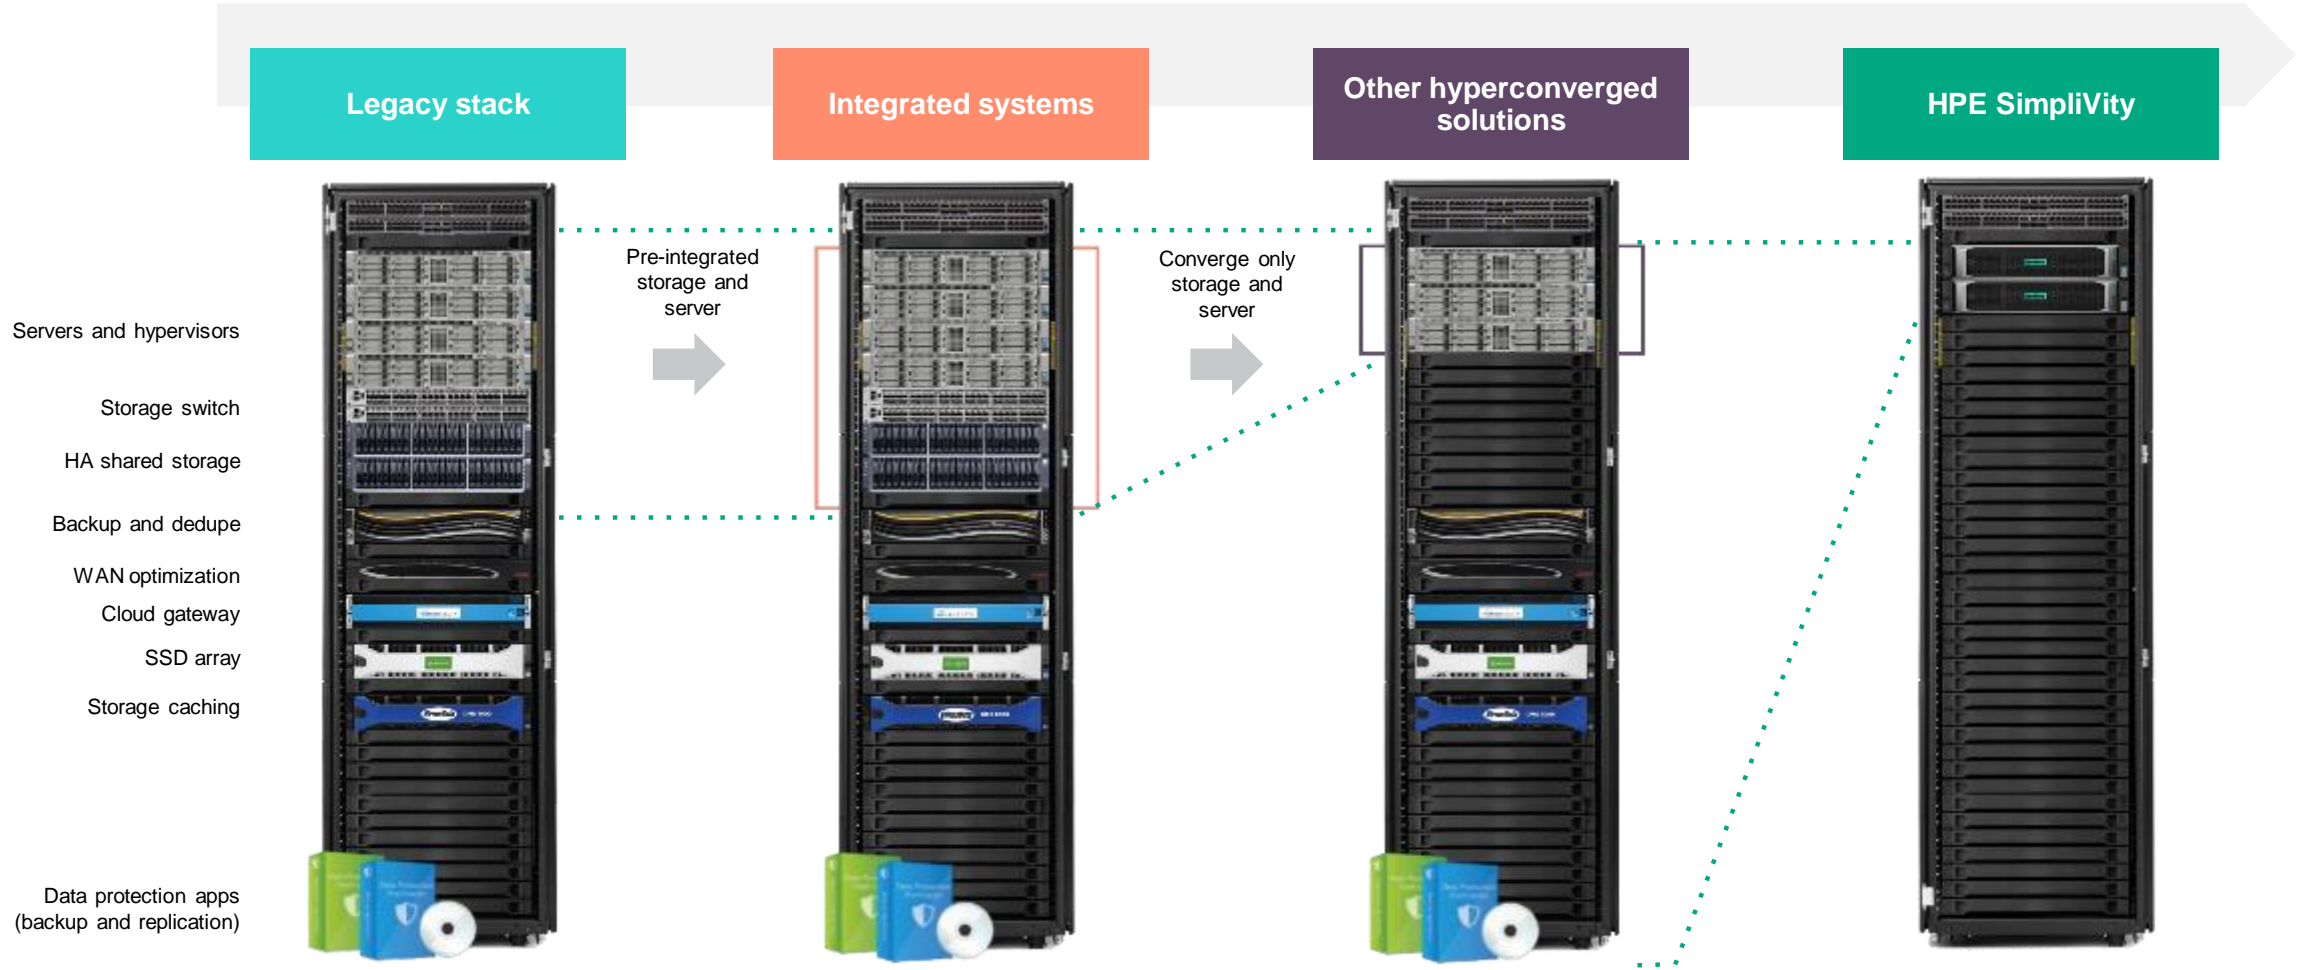 Legacy stack
Integrated systems
Other hyperconverged
solutions
HPE SimpliVity
Pre-integrated
storage and
server
Converge only
storage and
server
Servers and hypervisors
Storage switch
HA shared storage
Backup and dedupe
WAN optimization
Cloud gateway
SSD array
Storage caching
Data protection apps
(backup and replication)